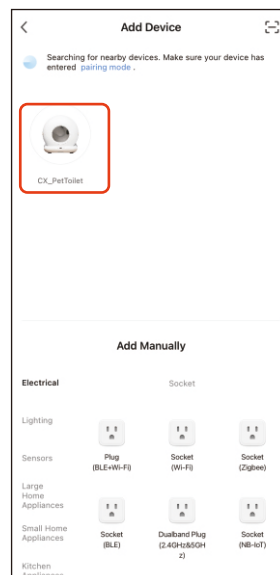 Add Device
Searching for nearby devices. Make sure your device has
entered pairing mode .
CX_PetToilet
Add Manually
Electrical
Socket
Lighting
Sensors
Plug
(BLE+Wi-Fi)
Socket
(Wi-Fi)
Socket
(Zigbee)
Large
Home
Appliances
Small Home
Appliances
Socket
(BLE)
Dualband Plug
(2.4GHz&5GH
z)
Socket
(NB-IoT)
Kitchen
Appliances